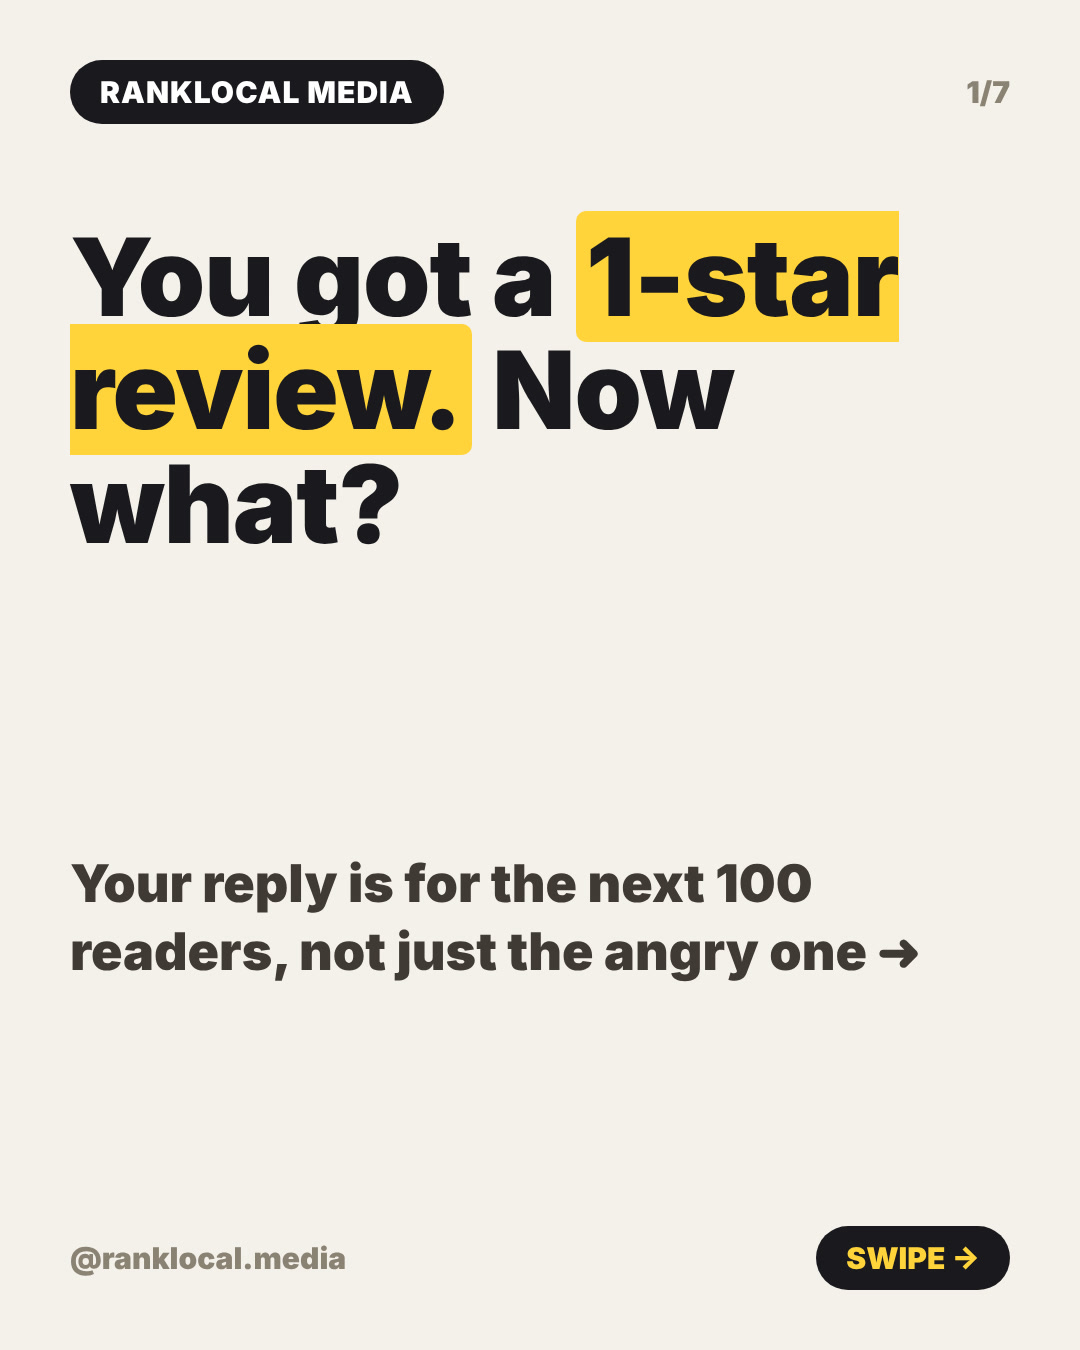 RANKLOCAL MEDIA
1/7
You got a 1-star
review. Now
what?
Your reply is for the next 100
readers, not just the angry one ➜
@ranklocal.media
SWIPE →